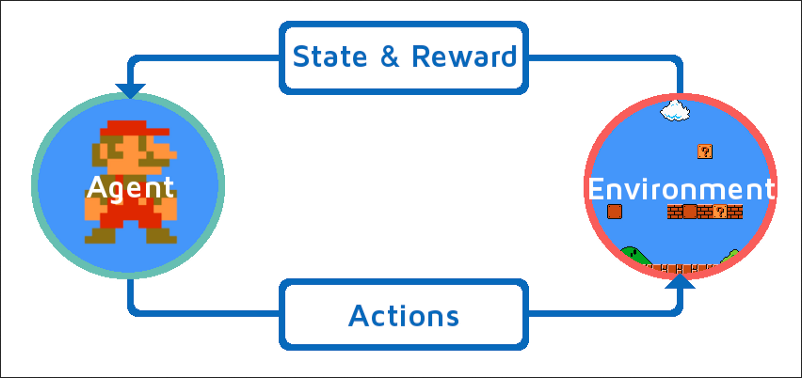 State & Reward
Agent
Environment
?
?
Actions